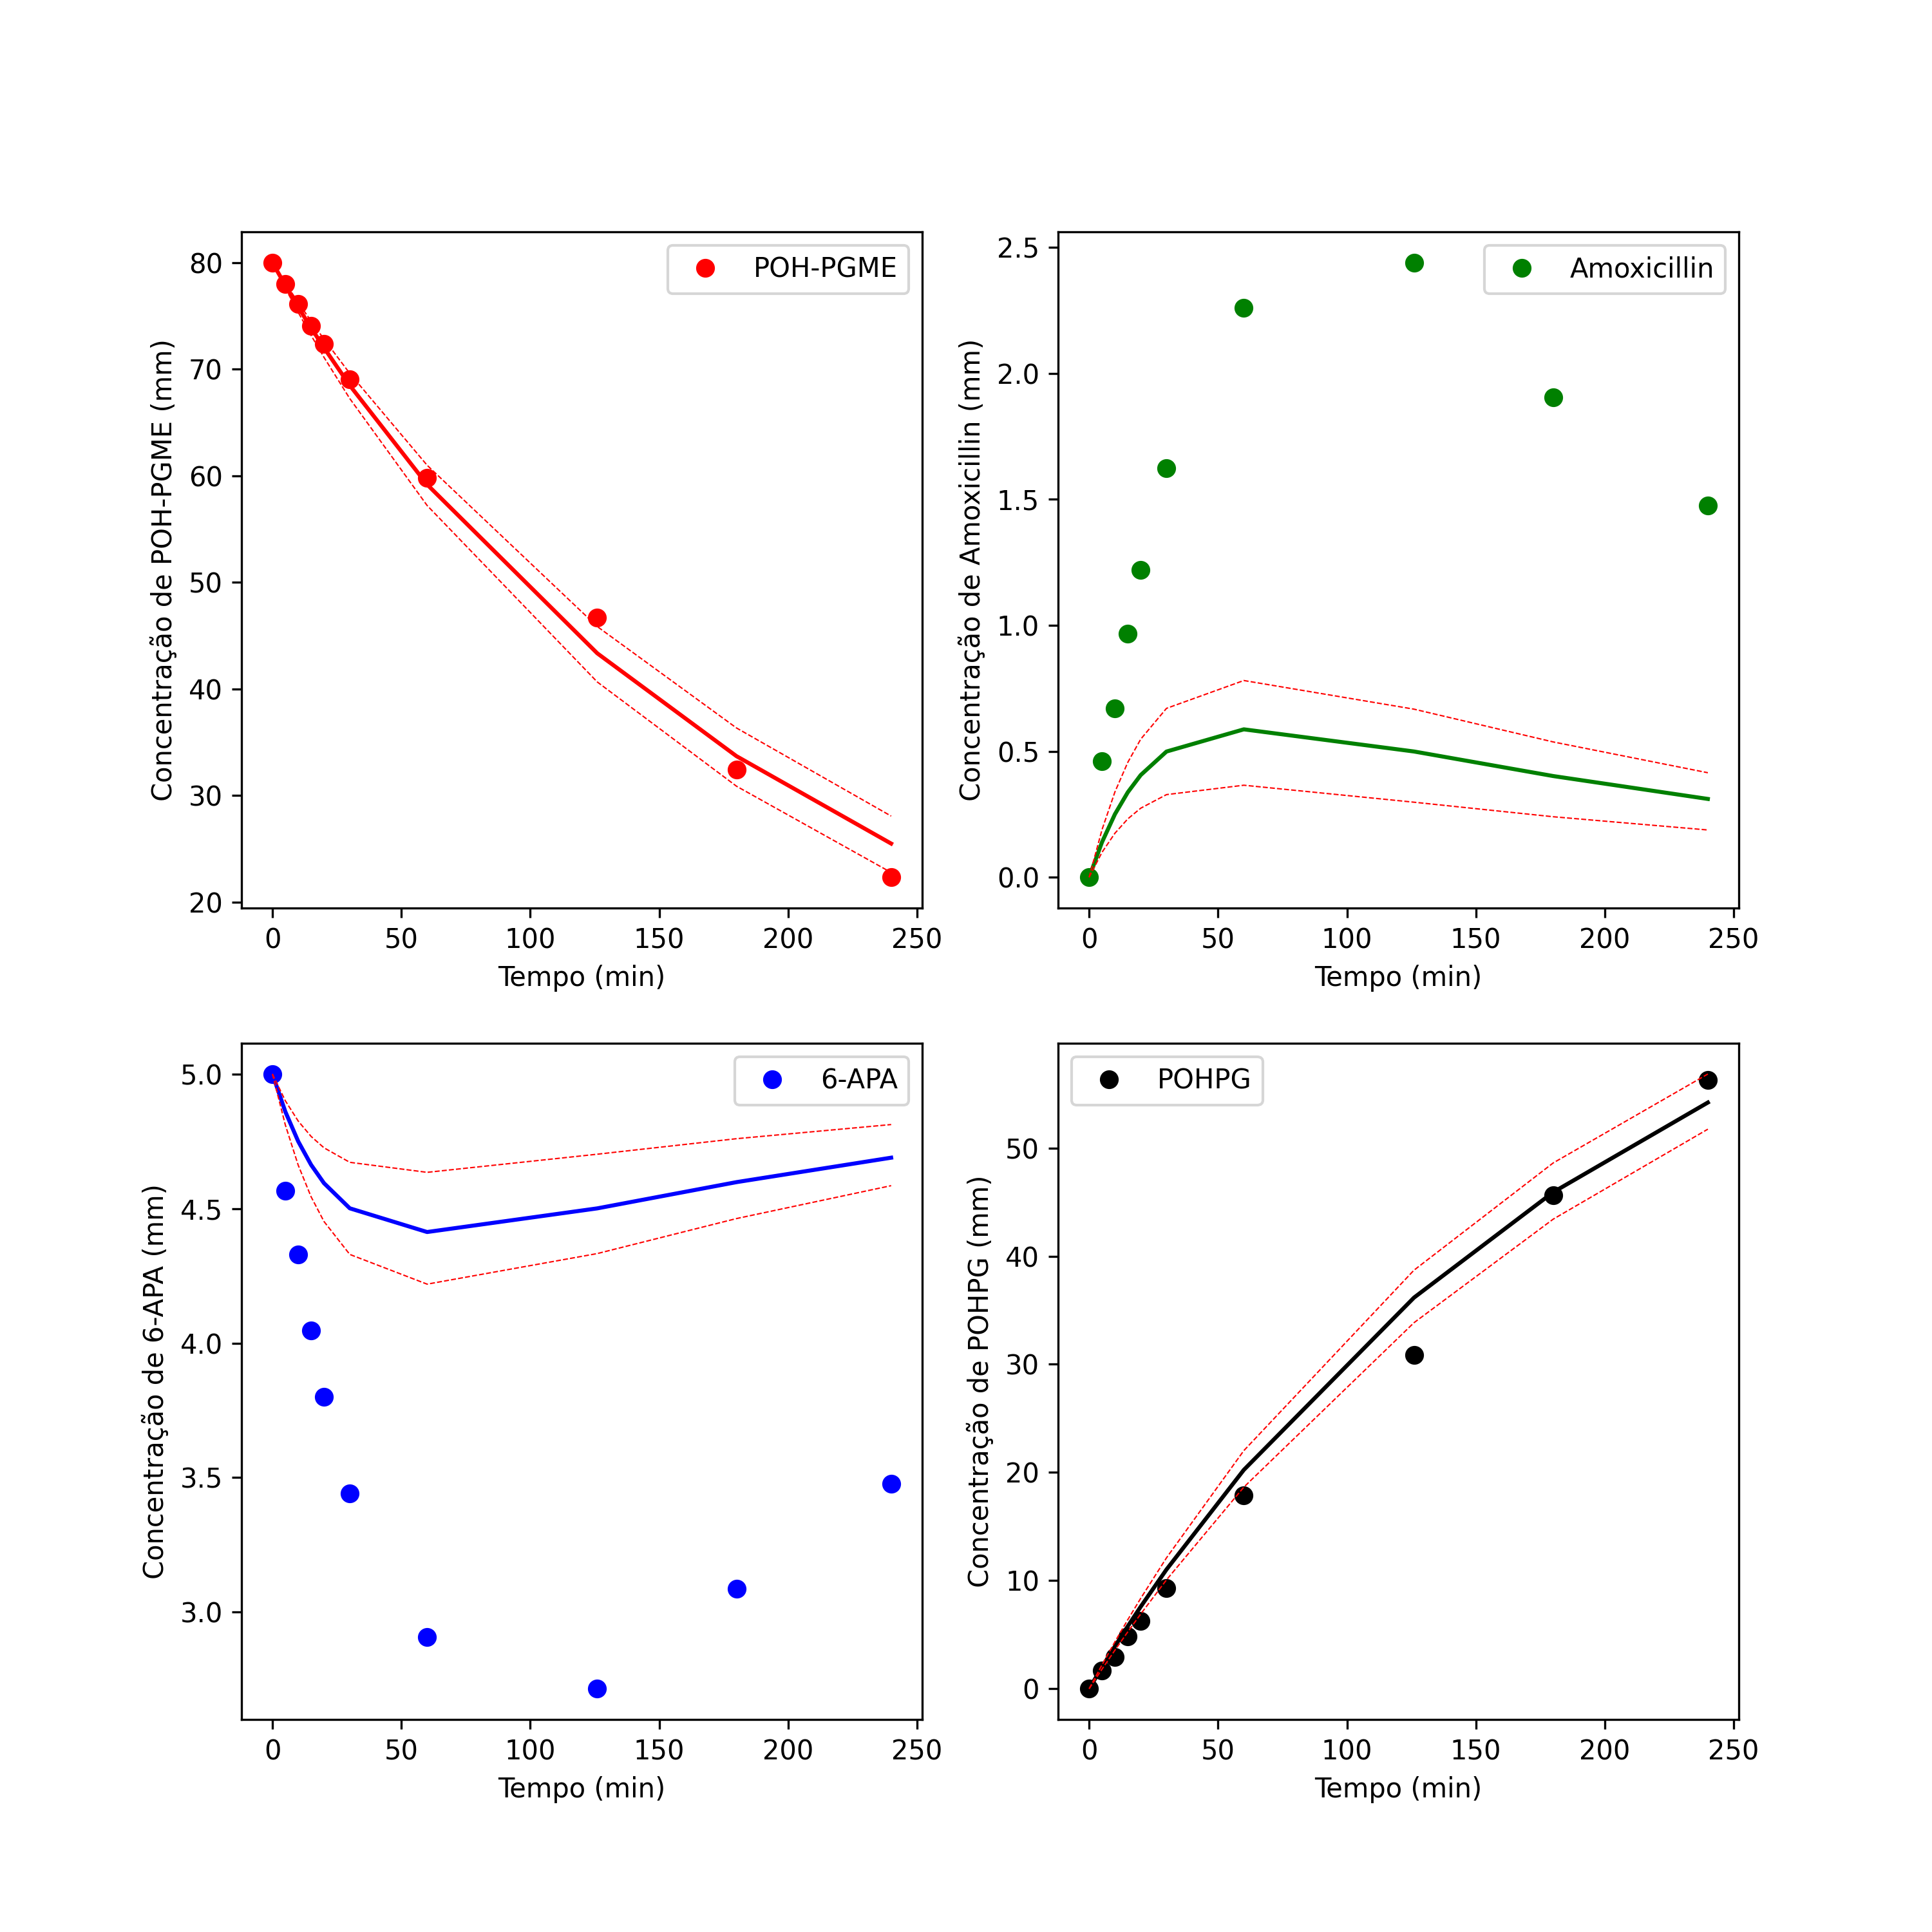 POH-PGME
Concentração de POH-PGME (mm)
80
70
60
50
40
30
20
0 50 100 150 200 250
Tempo (min)
Amoxicillin
Concentração de Amoxicillin (mm)
2.5
2.0
1.5
1.0
0.5
0.0
0 50 100 150 200 250
Tempo (min)
6-APA
Concentração de 6-APA (mm)
5.0
4.5
4.0
3.5
3.0
0 50 100 150 200 250
Tempo (min)
POHPG
Concentração de POHPG (mm)
50
40
30
20
10
0
0 50 100 150 200 250
Tempo (min)